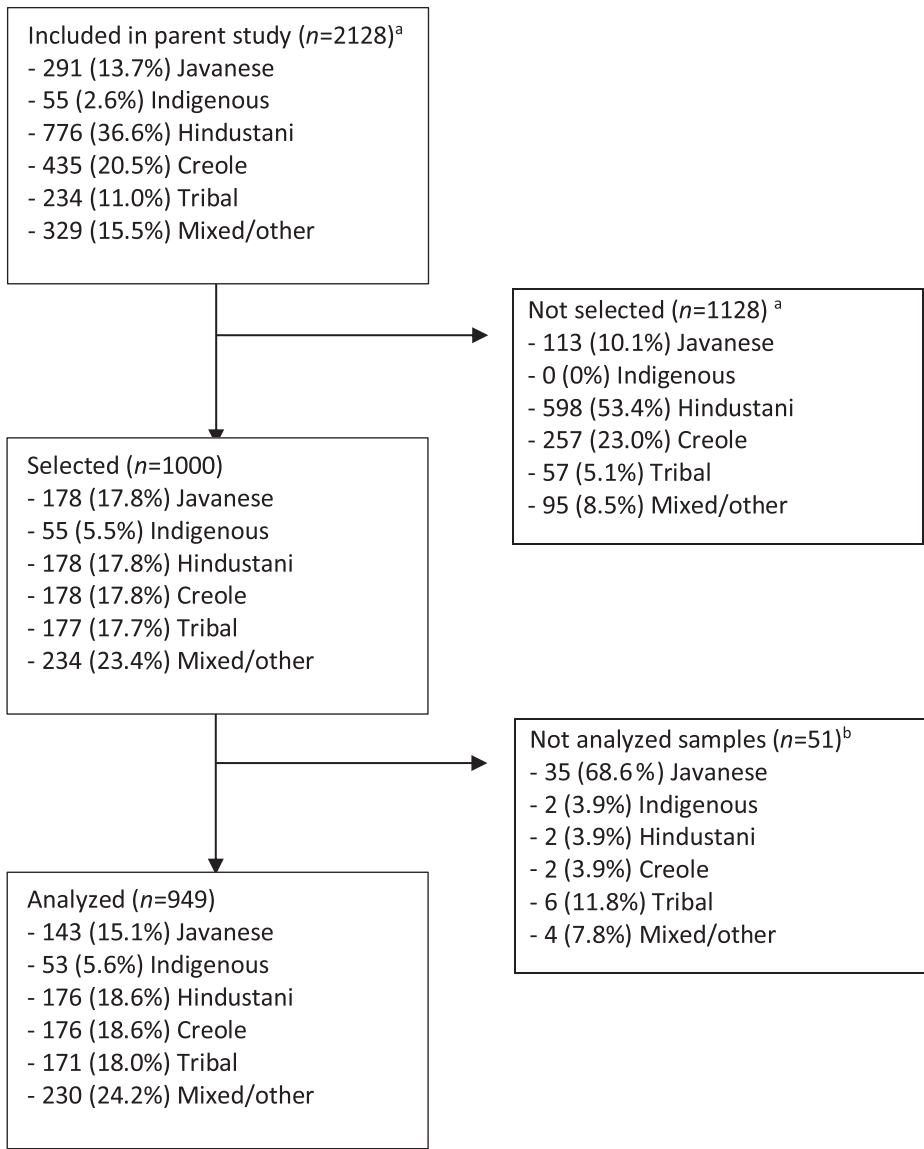 Included in parent study (n=2128)ᵃ
- 291 (13.7%) Javanese
- 55 (2.6%) Indigenous
- 776 (36.6%) Hindustani
- 435 (20.5%) Creole
- 234 (11.0%) Tribal
- 329 (15.5%) Mixed/other
Not selected (n=1128) ᵃ
- 113 (10.1%) Javanese
- 0 (0%) Indigenous
- 598 (53.4%) Hindustani
- 257 (23.0%) Creole
- 57 (5.1%) Tribal
- 95 (8.5%) Mixed/other
Selected (n=1000)
- 178 (17.8%) Javanese
- 55 (5.5%) Indigenous
- 178 (17.8%) Hindustani
- 178 (17.8%) Creole
- 177 (17.7%) Tribal
- 234 (23.4%) Mixed/other
Not analyzed samples (n=51)ᵇ
- 35 (68.6%) Javanese
- 2 (3.9%) Indigenous
- 2 (3.9%) Hindustani
- 2 (3.9%) Creole
- 6 (11.8%) Tribal
- 4 (7.8%) Mixed/other
Analyzed (n=949)
- 143 (15.1%) Javanese
- 53 (5.6%) Indigenous
- 176 (18.6%) Hindustani
- 176 (18.6%) Creole
- 171 (18.0%) Tribal
- 230 (24.2%) Mixed/other